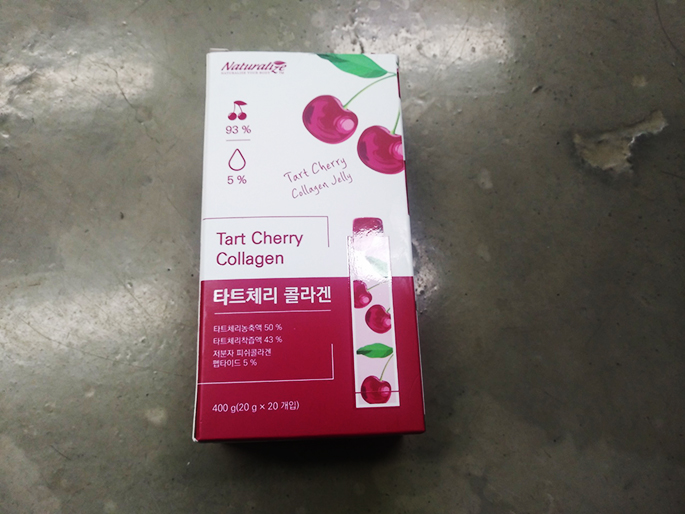 Naturalize
93 %
5 %
Tart Cherry
Collagen Jelly
Tart Cherry
Collagen
타트체리 콜라겐
타트체리농축액 50 %
타트체리착즙액 43 %
저분자 피쉬콜라겐
펩타이드 5 %
400 g(20 g × 20 개입)